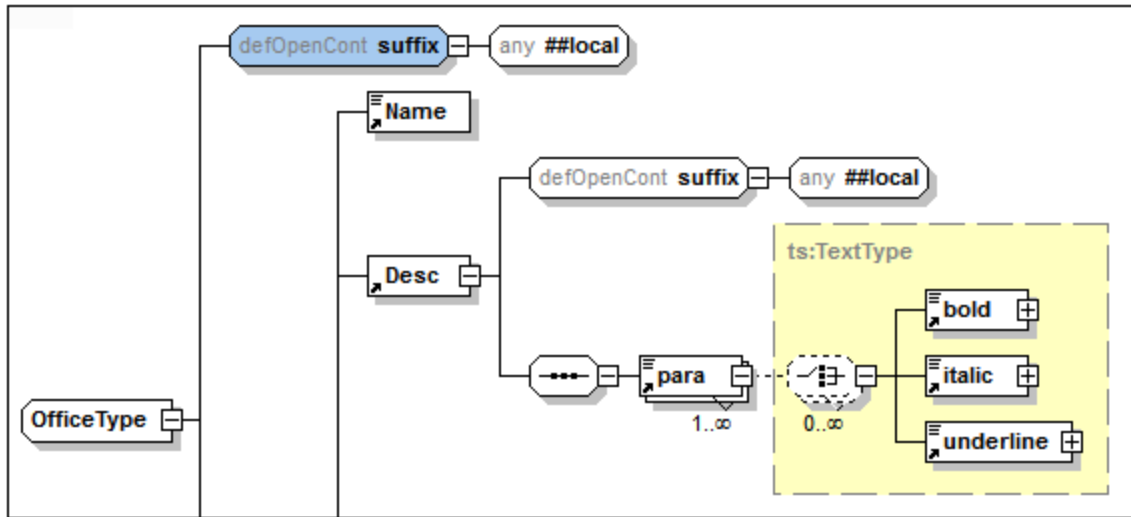 defOpenCont suffix any ##local
Name
defOpenCont suffix any ##local
ts:TextType
Desc
bold
para
italic
1..∞
0..∞
OfficeType
underline